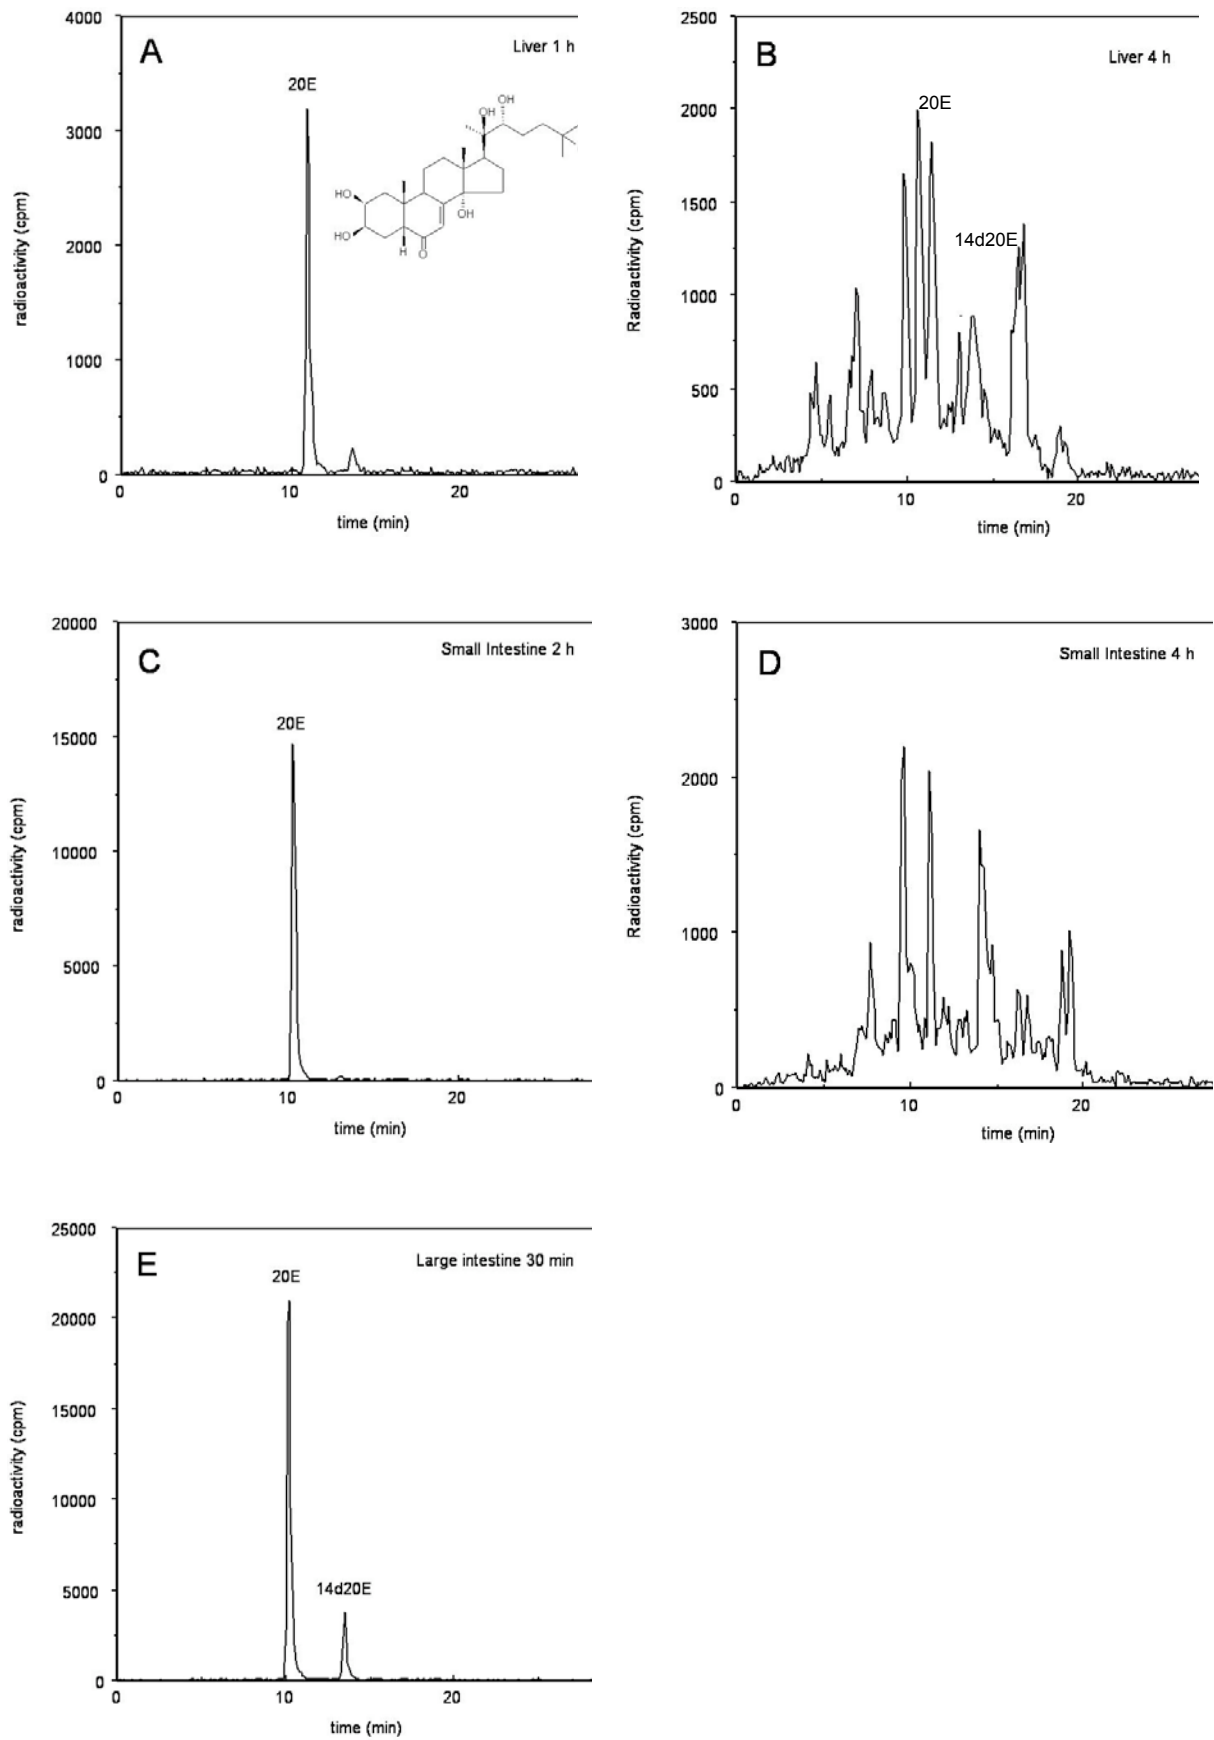 A
Liver 1 h
20E
OH
OH
HO
HO
OH
H
O
4000
3000
2000
1000
0
0
10
20
radioactivity (cpm)
time (min)
B
Liver 4 h
20E
14d20E
2500
2000
1500
1000
500
0
0
10
20
Radioactivity (cpm)
time (min)
C
Small Intestine 2 h
20E
20000
15000
10000
5000
0
0
10
20
radioactivity (cpm)
time (min)
D
Small Intestine 4 h
3000
2000
1000
0
0
10
20
Radioactivity (cpm)
time (min)
E
Large intestine 30 min
20E
14d20E
25000
20000
15000
10000
5000
0
0
10
20
radioactivity (cpm)
time (min)